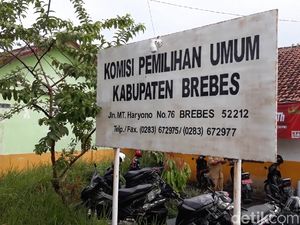 KOMISI PEMILIHAN UMUM
KABUPATEN BREBES
Jln.MT. Haryono No.76 BREBES 52212
Telp./Fax. (0283) 672975/(0283) 672977
detikcom